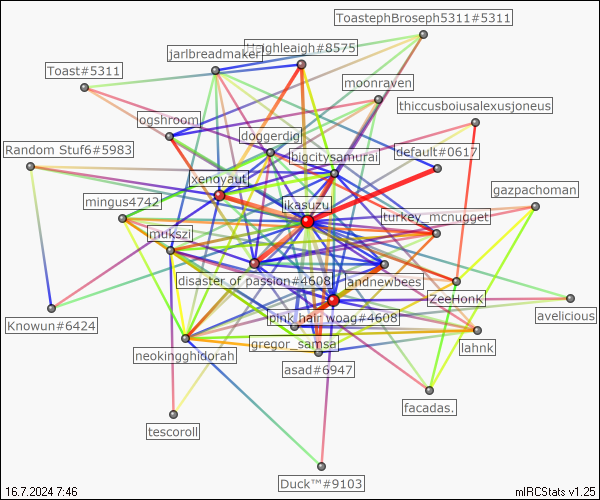 ToastephBroseph5311#5311
Haighleigh#8575
jarlbreadmaker
Toast#5311
moonraven
thiccusboiusalexusjoneus
ogshroom
doggerdig
Random Stuf6#5983
bigcitysamurai
default#0617
xenoyaut
gazpachoman
mingus4742
ikasuzu
turkey_mcnugget
mukszi
disaster of passion#4608
andnewbees
ZeeHonK
avelicious
Knowun#6424
pink hair woag#4608
gregor_samsa
lahnk
neokingghidorah
asad#6947
facadas.
tescoroll
Duck™#9103
16.7.2024 7:46
mIRCStats v1.25